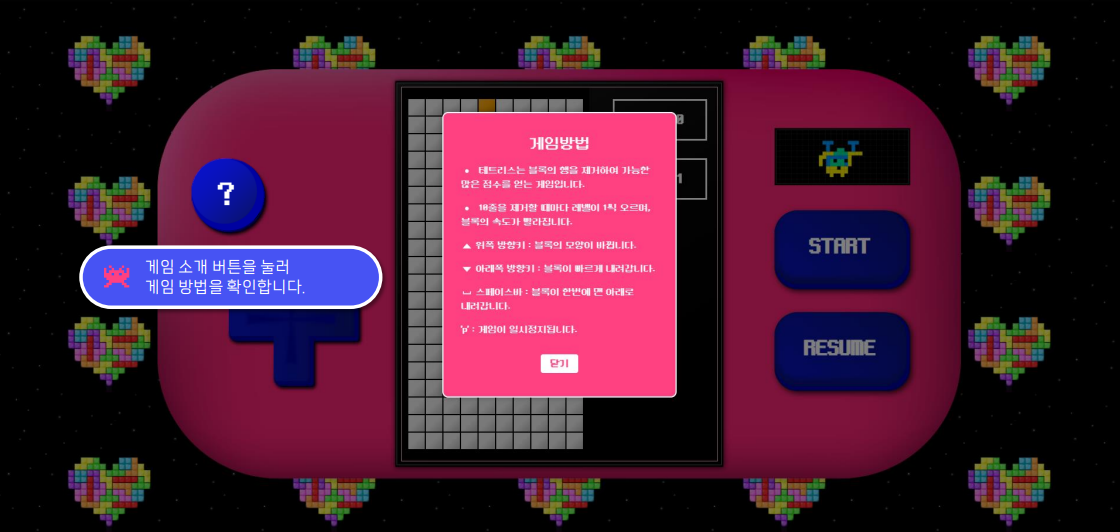 ?
게임 소개 버튼을 눌러
게임 방법을 확인합니다.
게임방법
• 테트리스는 블록의 행을 제거하여 가능한
많은 점수를 얻는 게임입니다.
• 10줄을 제거할 때마다 레벨이 1씩 오르며,
블록의 속도가 빨라집니다.
▲ 위쪽 방향키 : 블록의 모양이 바뀝니다.
▼ 아래쪽 방향키 : 블록이 빠르게 내려갑니다.
⎵ 스페이스바 : 블록이 한번에 맨 아래로
내려갑니다.
'p' : 게임이 일시정지됩니다.
닫기
0
1
START
RESUME